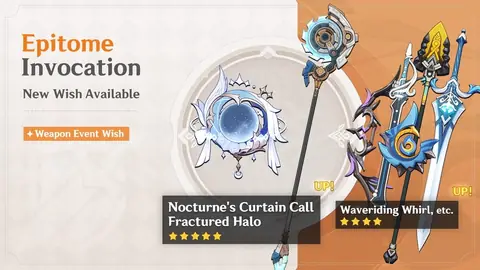 Epitome
Invocation
New Wish Available
+ Weapon Event Wish
UP!
Nocturne's Curtain Call
Fractured Halo
UP!
Waveriding Whirl, etc.